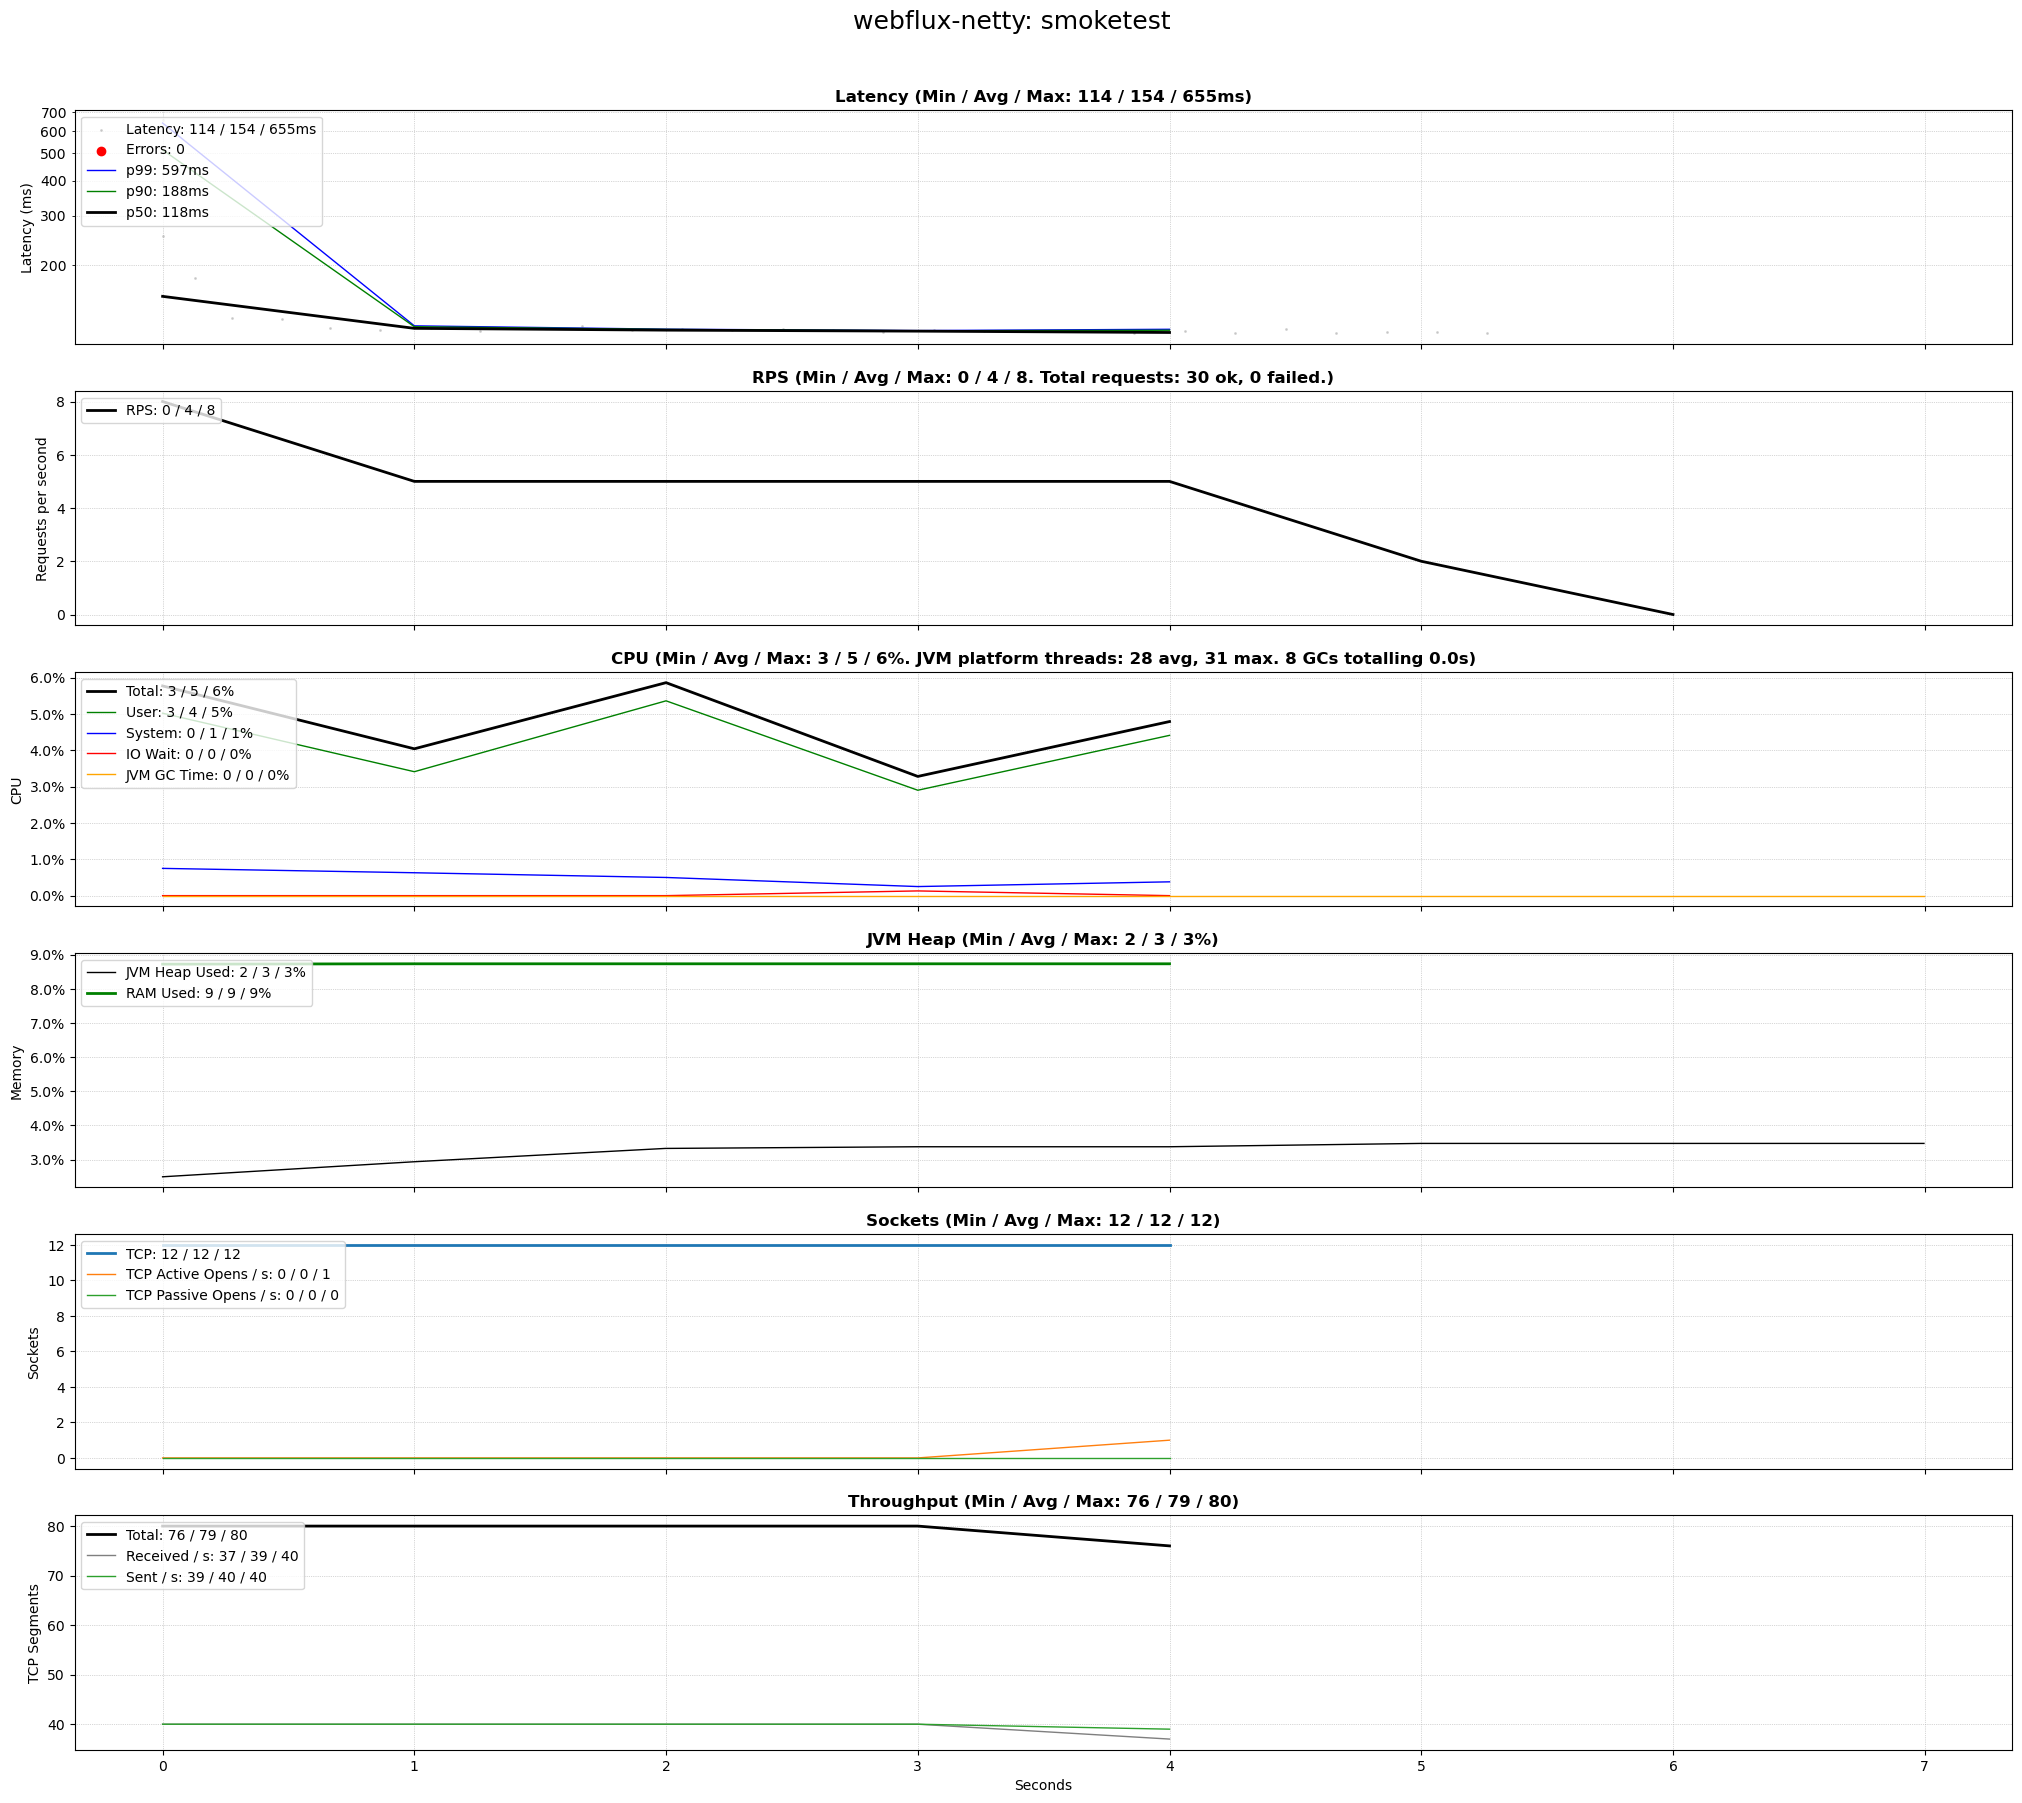 webflux-netty: smoketest
Latency (Min / Avg / Max: 114 / 154 / 655ms)
Latency (ms)
700
600
500
400
300
200
Latency: 114 / 154 / 655ms
Errors: 0
p99: 597ms
p90: 188ms
p50: 118ms
RPS (Min / Avg / Max: 0 / 4 / 8. Total requests: 30 ok, 0 failed.)
Requests per second
8
6
4
2
0
RPS: 0 / 4 / 8
CPU (Min / Avg / Max: 3 / 5 / 6%. JVM platform threads: 28 avg, 31 max. 8 GCs totalling 0.0s)
CPU
6.0%
5.0%
4.0%
3.0%
2.0%
1.0%
0.0%
Total: 3 / 5 / 6%
User: 3 / 4 / 5%
System: 0 / 1 / 1%
IO Wait: 0 / 0 / 0%
JVM GC Time: 0 / 0 / 0%
JVM Heap (Min / Avg / Max: 2 / 3 / 3%)
Memory
9.0%
8.0%
7.0%
6.0%
5.0%
4.0%
3.0%
JVM Heap Used: 2 / 3 / 3%
RAM Used: 9 / 9 / 9%
Sockets (Min / Avg / Max: 12 / 12 / 12)
Sockets
12
10
8
6
4
2
0
TCP: 12 / 12 / 12
TCP Active Opens / s: 0 / 0 / 1
TCP Passive Opens / s: 0 / 0 / 0
Throughput (Min / Avg / Max: 76 / 79 / 80)
TCP Segments
80
70
60
50
40
Total: 76 / 79 / 80
Received / s: 37 / 39 / 40
Sent / s: 39 / 40 / 40
0 1 2 3 4 5 6 7
Seconds